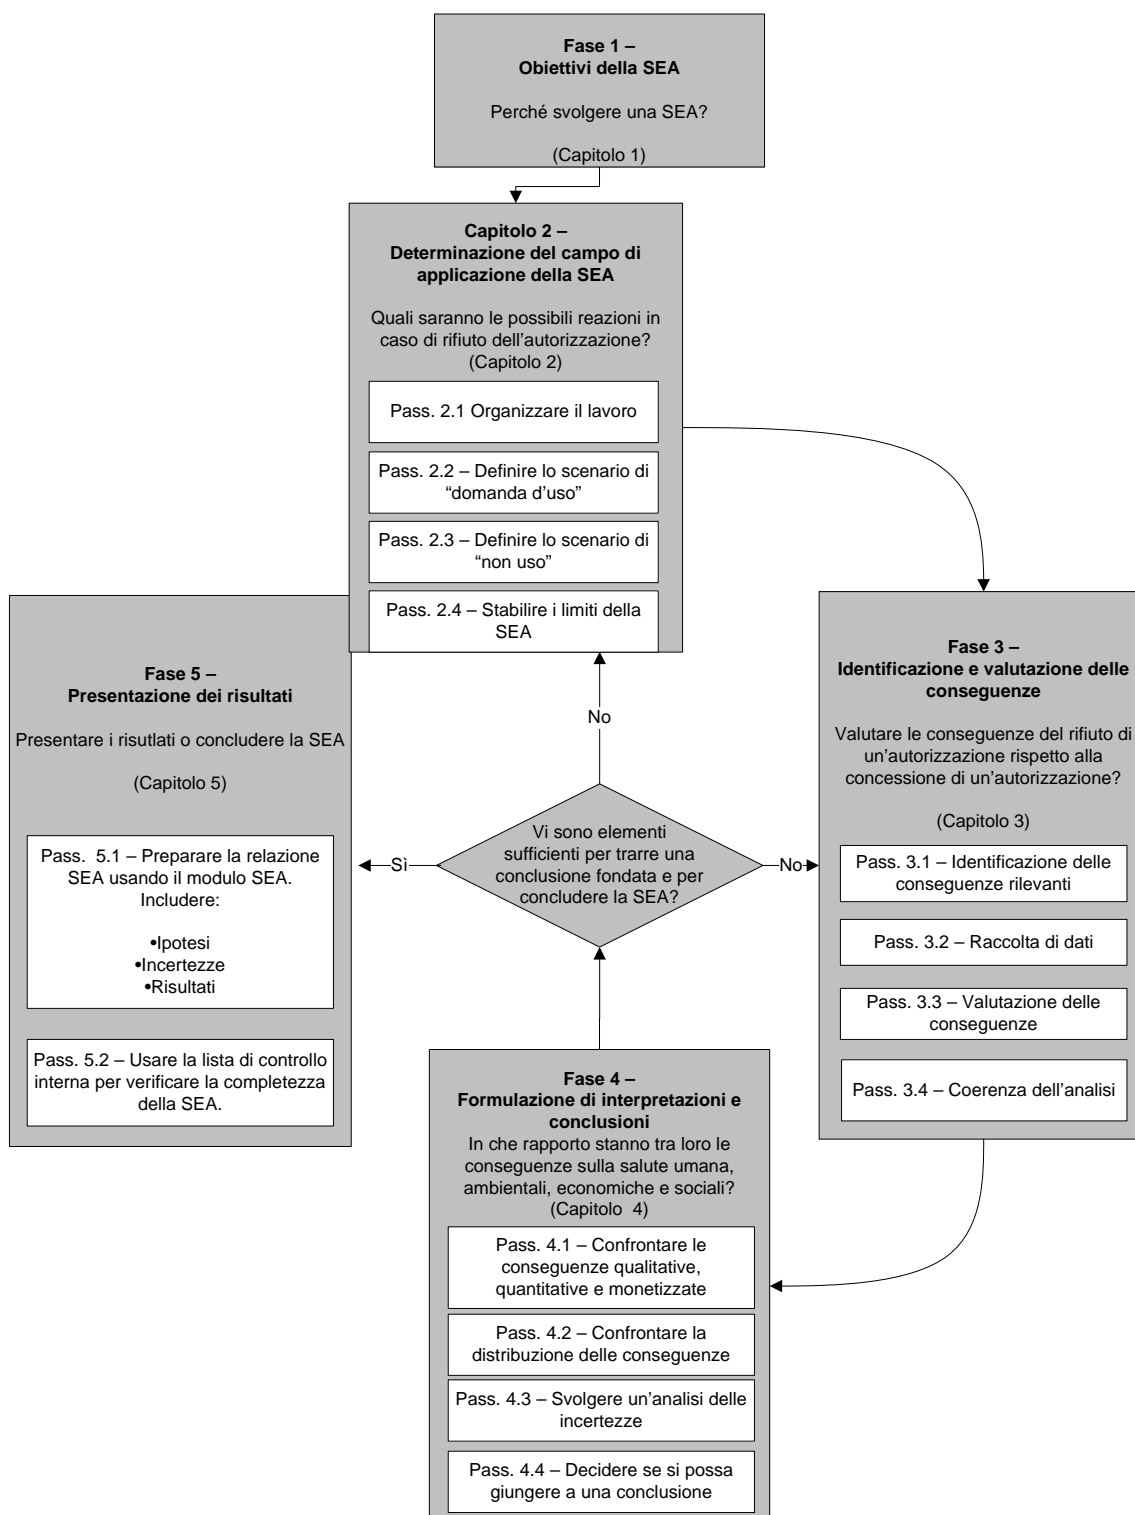 Fase 1 –
Obiettivi della SEA
Perché svolgere una SEA?
(Capitolo 1)
Capitolo 2 –
Determinazione del campo di
applicazione della SEA
Quali saranno le possibili reazioni in
caso di rifiuto dell'autorizzazione?
(Capitolo 2)
Pass. 2.1 Organizzare il lavoro
Pass. 2.2 – Definire lo scenario di
“domanda d'uso”
Pass. 2.3 – Definire lo scenario di
“non uso”
Pass. 2.4 – Stabilire i limiti della
SEA
Fase 3 –
Identificazione e valutazione delle
conseguenze
Valutare le conseguenze del rifiuto di
un'autorizzazione rispetto alla
concessione di un'autorizzazione?
(Capitolo 3)
Pass. 3.1 – Identificazione delle
conseguenze rilevanti
Pass. 3.2 – Raccolta di dati
Pass. 3.3 – Valutazione delle
conseguenze
Pass. 3.4 – Coerenza dell'analisi
Fase 4 –
Formulazione di interpretazioni e
conclusioni
In che rapporto stanno tra loro le
conseguenze sulla salute umana,
ambientali, economiche e sociali?
(Capitolo 4)
Pass. 4.1 – Confrontare le
conseguenze qualitative,
quantitative e monetizzate
Pass. 4.2 – Confrontare la
distribuzione delle conseguenze
Pass. 4.3 – Svolgere un'analisi delle
incertezze
Pass. 4.4 – Decidere se si possa
giungere a una conclusione
Vi sono elementi
sufficienti per trarre una
conclusione fondata e per
concludere la SEA?
No
No
Sì
Fase 5 –
Presentazione dei risultati
Presentare i risutlati o concludere la SEA
(Capitolo 5)
Pass. 5.1 – Preparare la relazione
SEA usando il modulo SEA.
Includere:
•Ipotesi
•Incertezze
•Risultati
Pass. 5.2 – Usare la lista di controllo
interna per verificare la completezza
della SEA.